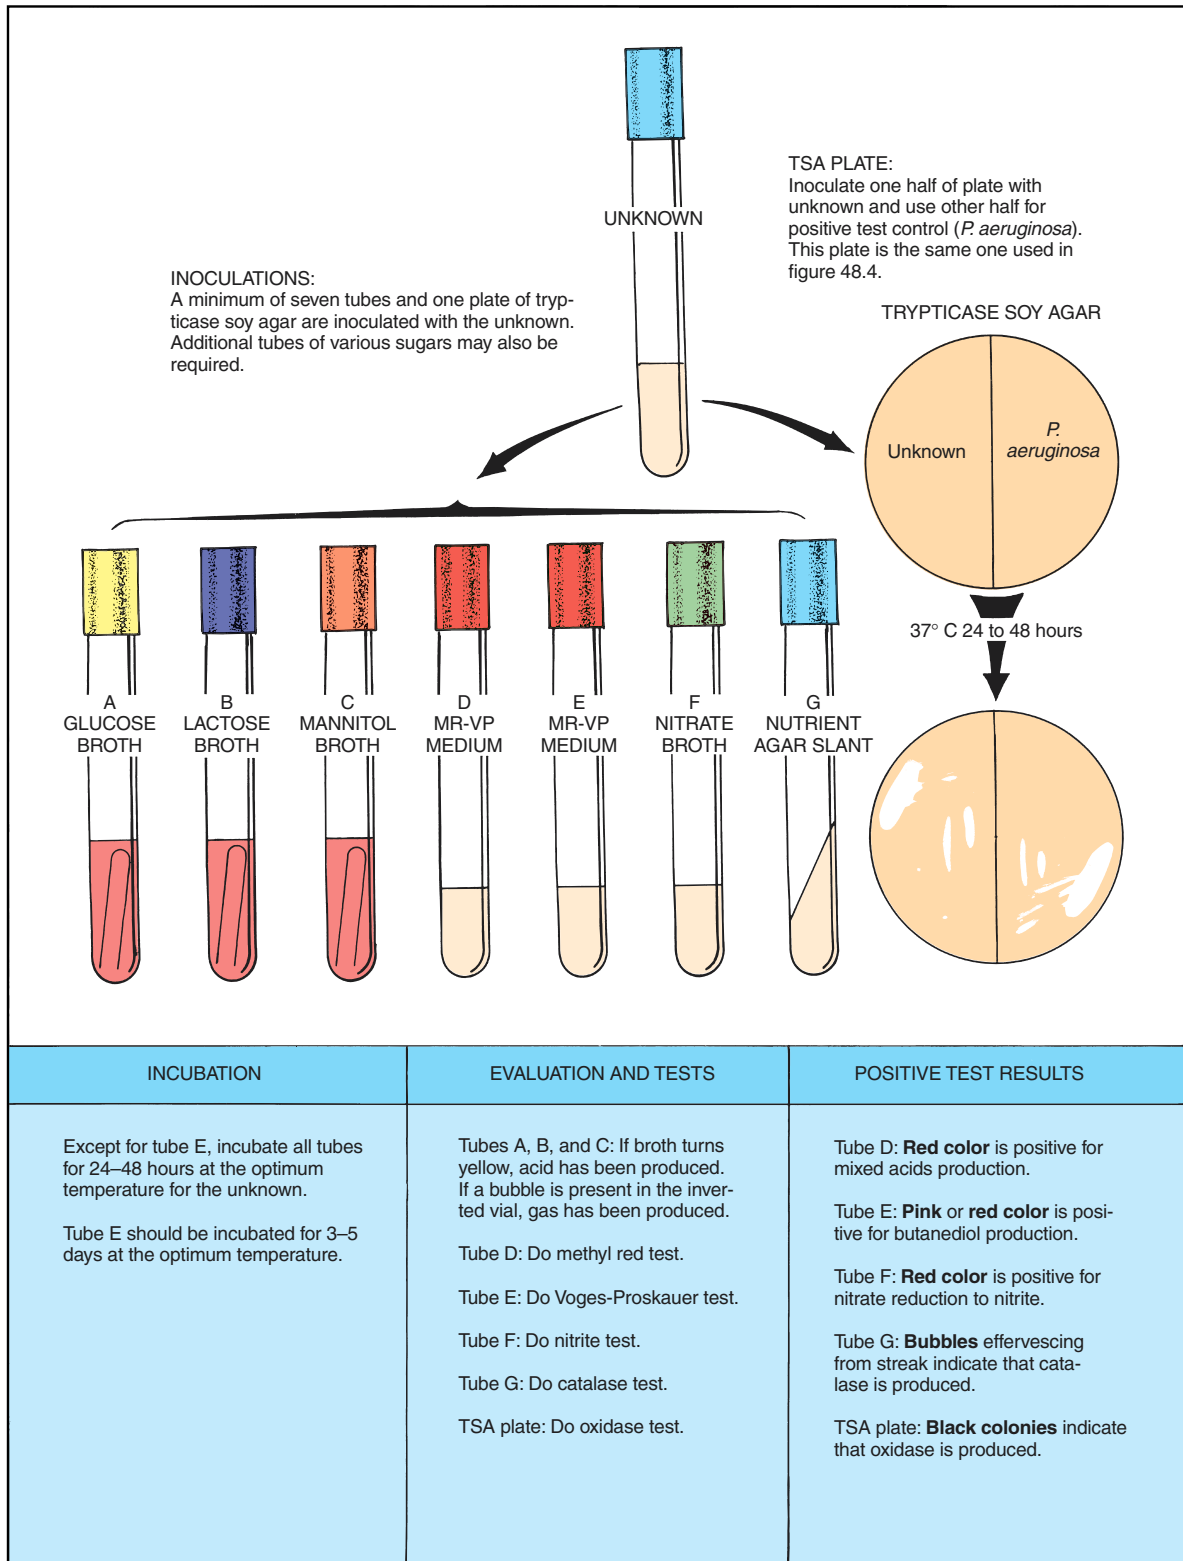 UNKNOWN
TSA PLATE:
Inoculate one half of plate with
unknown and use other half for
positive test control (P. aeruginosa).
This plate is the same one used in
figure 48.4.
INOCULATIONS:
A minimum of seven tubes and one plate of tryp-
ticase soy agar are inoculated with the unknown.
Additional tubes of various sugars may also be
required.
TRYPTICASE SOY AGAR
Unknown
P.
aeruginosa
37° C 24 to 48 hours
A
GLUCOSE
BROTH
B
LACTOSE
BROTH
C
MANNITOL
BROTH
D
MR-VP
MEDIUM
E
MR-VP
MEDIUM
F
NITRATE
BROTH
G
NUTRIENT
AGAR SLANT
INCUBATION
Except for tube E, incubate all tubes
for 24–48 hours at the optimum
temperature for the unknown.
Tube E should be incubated for 3–5
days at the optimum temperature.
EVALUATION AND TESTS
Tubes A, B, and C: If broth turns
yellow, acid has been produced.
If a bubble is present in the inver-
ted vial, gas has been produced.
Tube D: Do methyl red test.
Tube E: Do Voges-Proskauer test.
Tube F: Do nitrite test.
Tube G: Do catalase test.
TSA plate: Do oxidase test.
POSITIVE TEST RESULTS
Tube D: Red color is positive for
mixed acids production.
Tube E: Pink or red color is posi-
tive for butanediol production.
Tube F: Red color is positive for
nitrate reduction to nitrite.
Tube G: Bubbles effervescing
from streak indicate that cata-
lase is produced.
TSA plate: Black colonies indicate
that oxidase is produced.